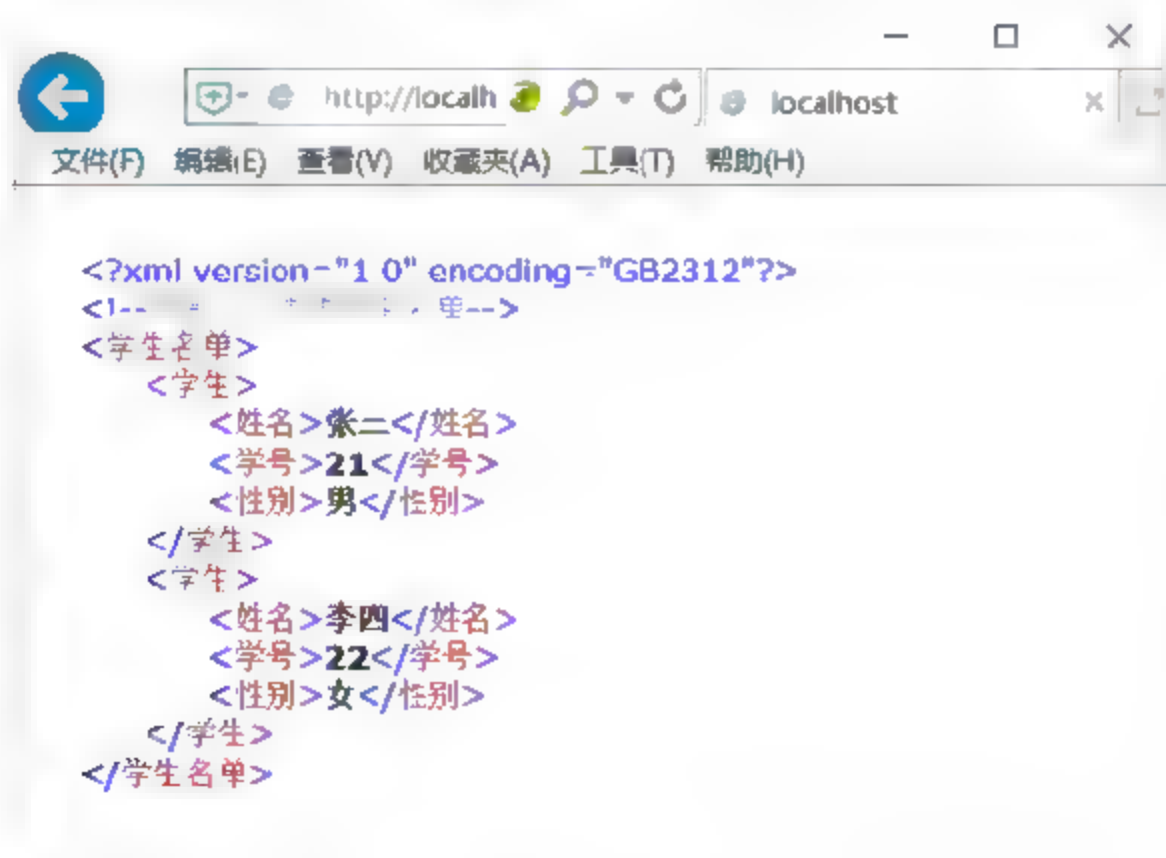 http://localh localhost
文件(F) 编辑(E) 查看(V) 收藏夹(A) 工具(T) 帮助(H)
<?xml version="1.0" encoding="GB2312"?>
<!-- 单-->
<学生名单>
<学生>
<姓名>张二</姓名>
<学号>21</学号>
<性别>男</性别>
</学生>
<学生>
<姓名>李四</姓名>
<学号>22</学号>
<性别>女</性别>
</学生>
</学生名单>